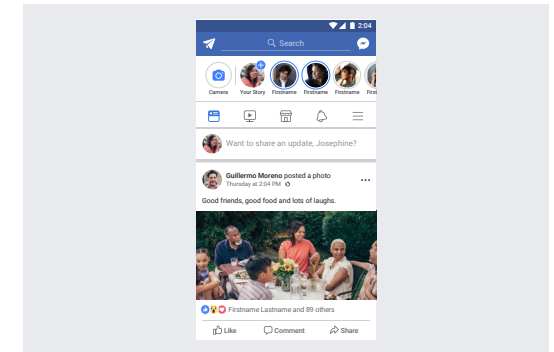 2:04
Search
Camera Your Story Firstname Firstname Firstname First
Want to share an update, Josephine?
Guillermo Moreno posted a photo
Thursday at 2:04 PM
Good friends, good food and lots of laughs.
Firstname Lastname and 89 others
Like Comment Share